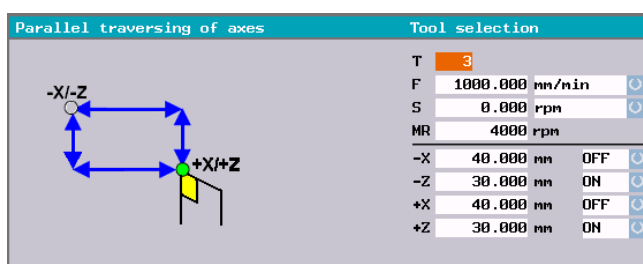 Parallel traversing of axes
Tool selection
T 3
F 1000.000 mm/min
S 0.000 rpm
MR 4000 rpm
-X 40.000 mm OFF
-Z 30.000 mm ON
+X 40.000 mm OFF
+Z 30.000 mm ON
-X/-Z
+X/+Z